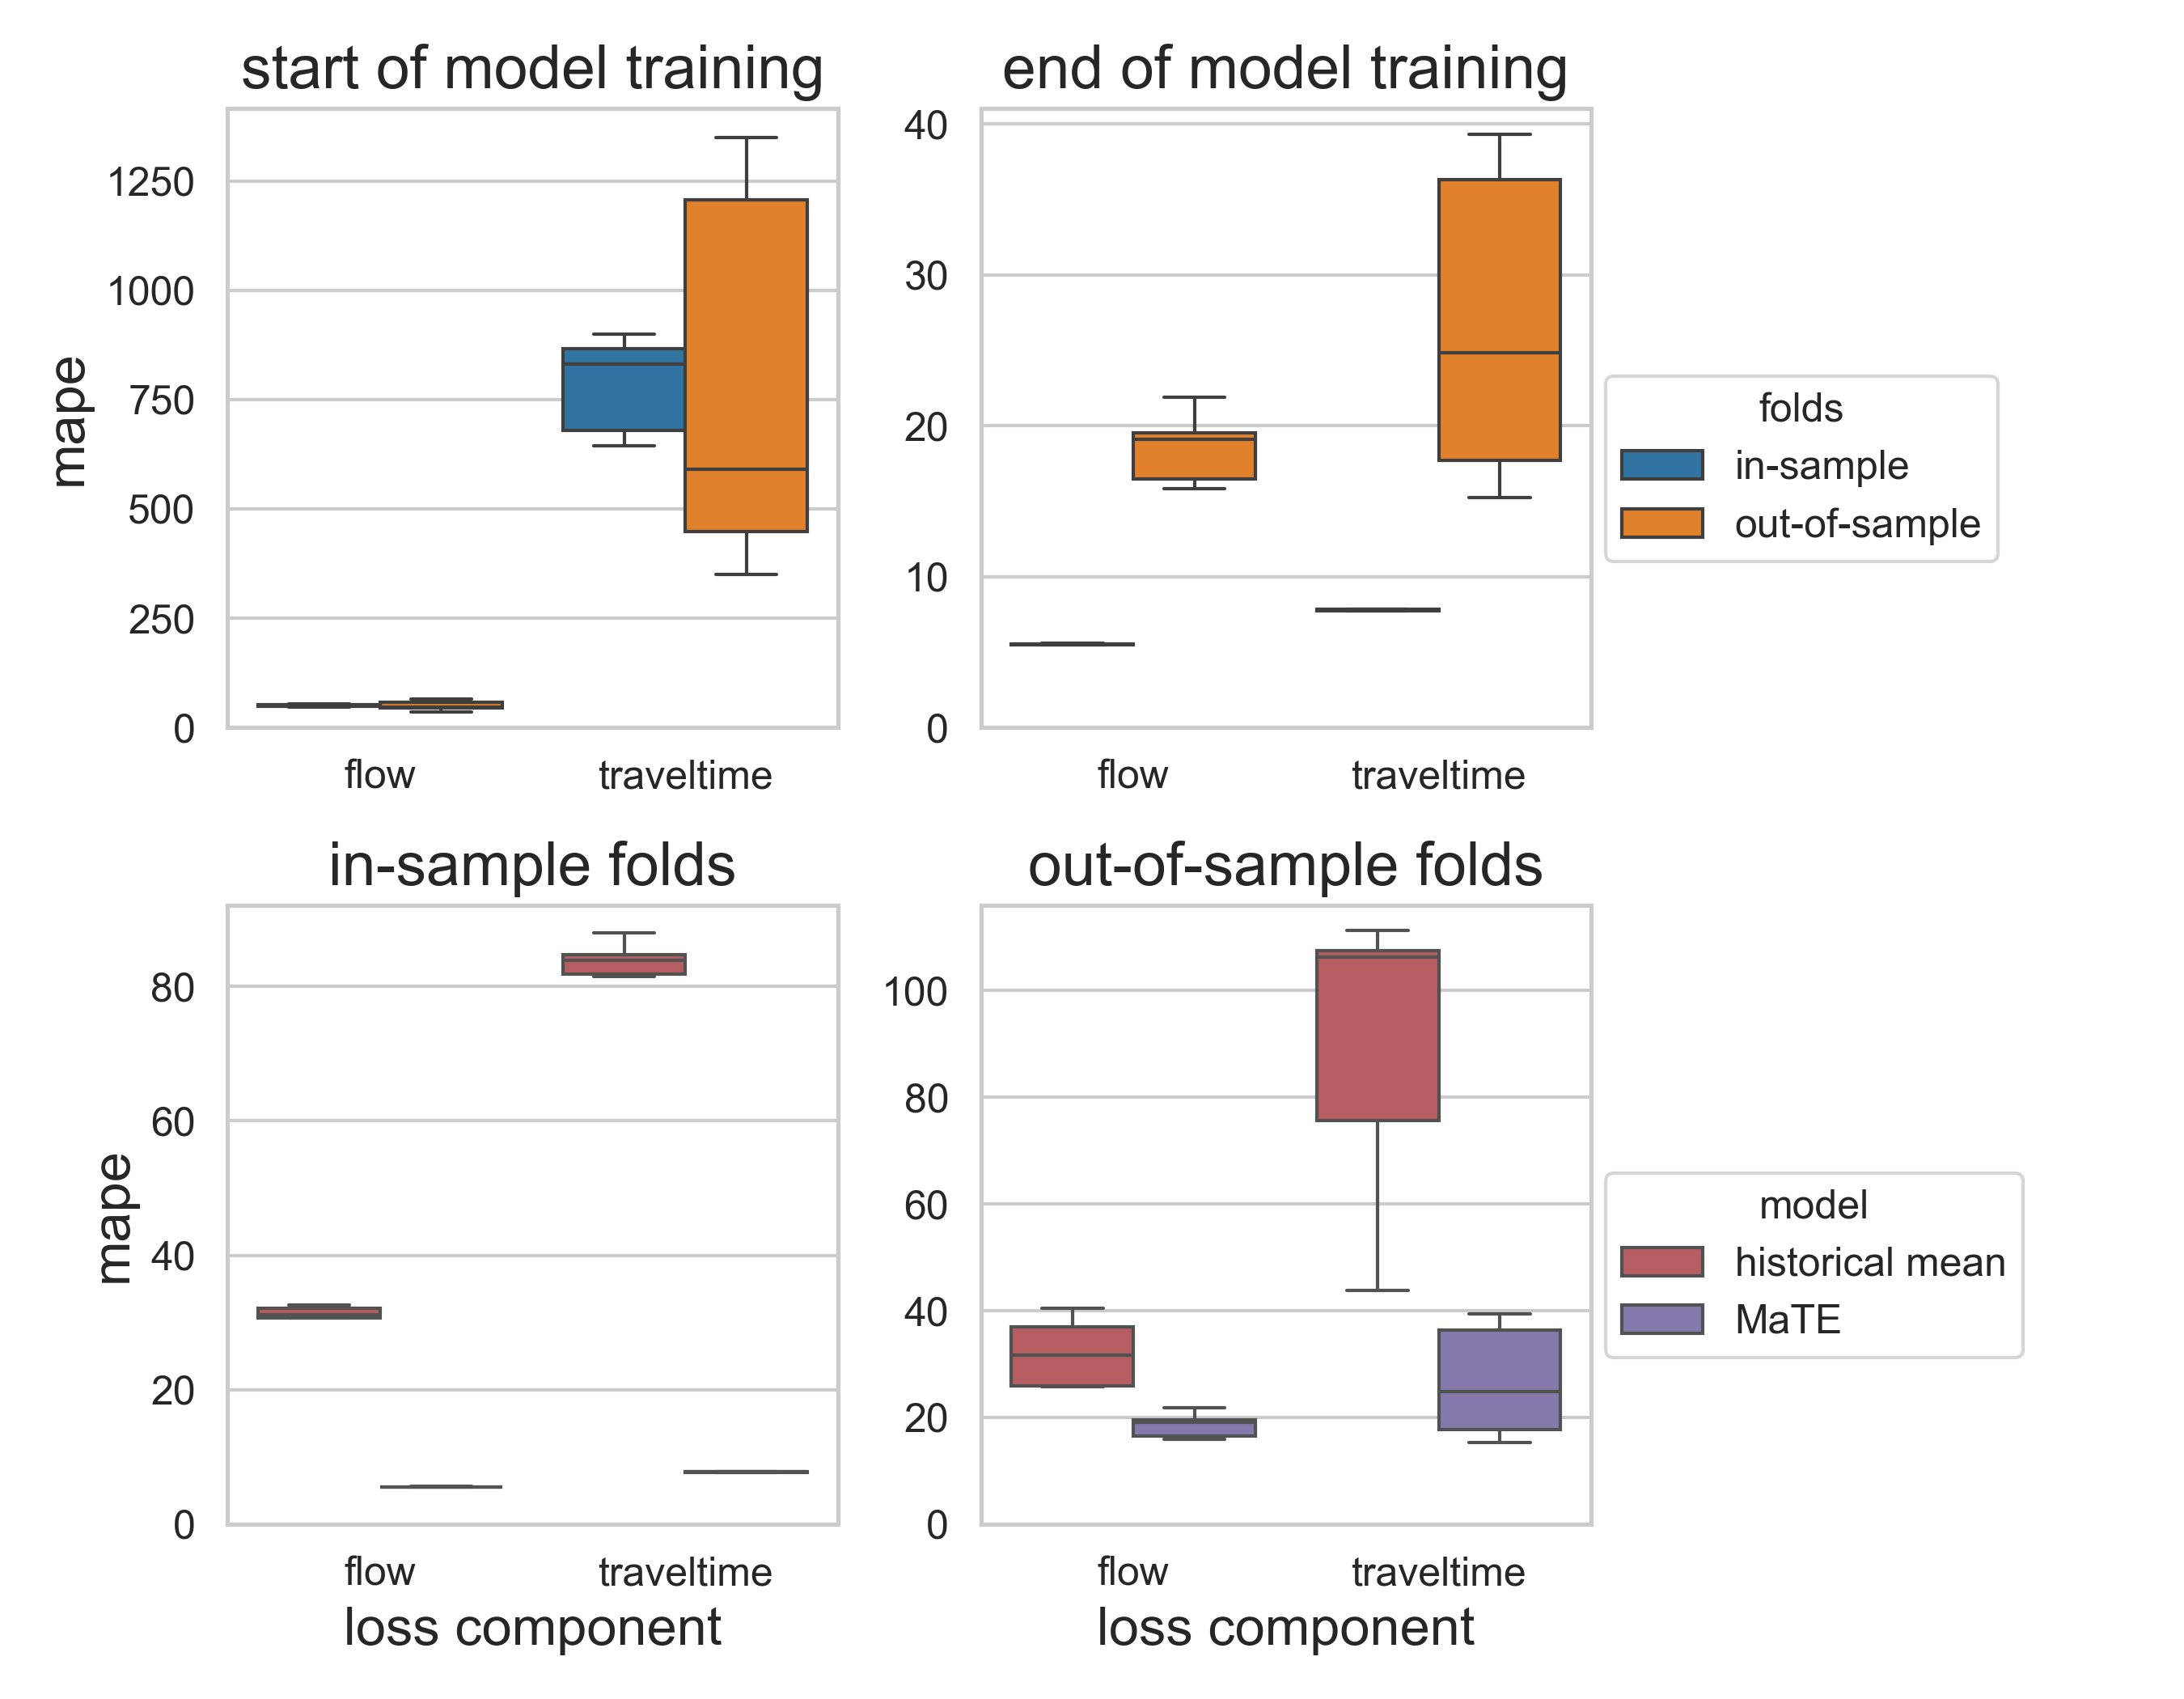 start of model training
end of model training
mape
1250
1000
750
500
250
0
flow
traveltime
40
30
20
10
0
flow
traveltime
folds
in-sample
out-of-sample
in-sample folds
out-of-sample folds
mape
80
60
40
20
0
flow
traveltime
loss component
100
80
60
40
20
0
flow
traveltime
loss component
model
historical mean
MaTE